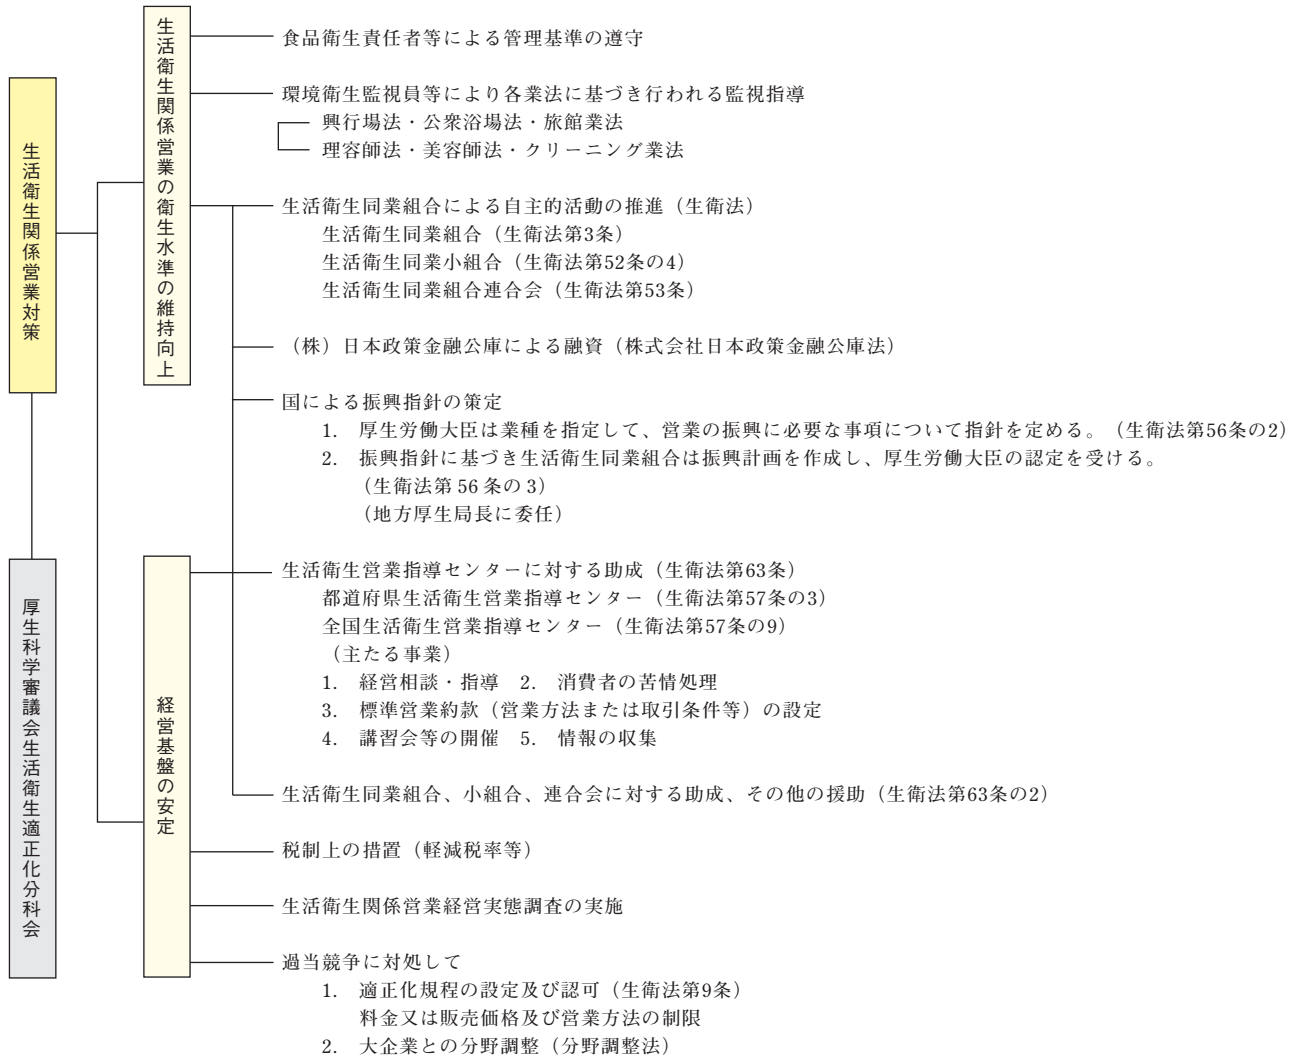 生活衛生関係営業対策
厚生科学審議会生活衛生適正化分科会
生活衛生関係営業の衛生水準の維持向上
経営基盤の安定
食品衛生責任者等による管理基準の遵守
環境衛生監視員等により各業法に基づき行われる監視指導
興行場法・公衆浴場法・旅館業法
理容師法・美容師法・クリーニング業法
生活衛生同業組合による自主的活動の推進（生衛法）
生活衛生同業組合（生衛法第3条）
生活衛生同業小組合（生衛法第52条の4）
生活衛生同業組合連合会（生衛法第53条）
（株）日本政策金融公庫による融資（株式会社日本政策金融公庫法）
国による振興指針の策定
1. 厚生労働大臣は業種を指定して、営業の振興に必要な事項について指針を定める。（生衛法第56条の2）
2. 振興指針に基づき生活衛生同業組合は振興計画を作成し、厚生労働大臣の認定を受ける。
（生衛法第 56 条の 3）
（地方厚生局長に委任）
生活衛生営業指導センターに対する助成（生衛法第63条）
都道府県生活衛生営業指導センター（生衛法第57条の3）
全国生活衛生営業指導センター（生衛法第57条の9）
（主たる事業）
1. 経営相談・指導 2. 消費者の苦情処理
3. 標準営業約款（営業方法または取引条件等）の設定
4. 講習会等の開催 5. 情報の収集
生活衛生同業組合、小組合、連合会に対する助成、その他の援助（生衛法第63条の2）
税制上の措置（軽減税率等）
生活衛生関係営業経営実態調査の実施
過当競争に対処して
1. 適正化規程の設定及び認可（生衛法第9条）
料金又は販売価格及び営業方法の制限
2. 大企業との分野調整（分野調整法）